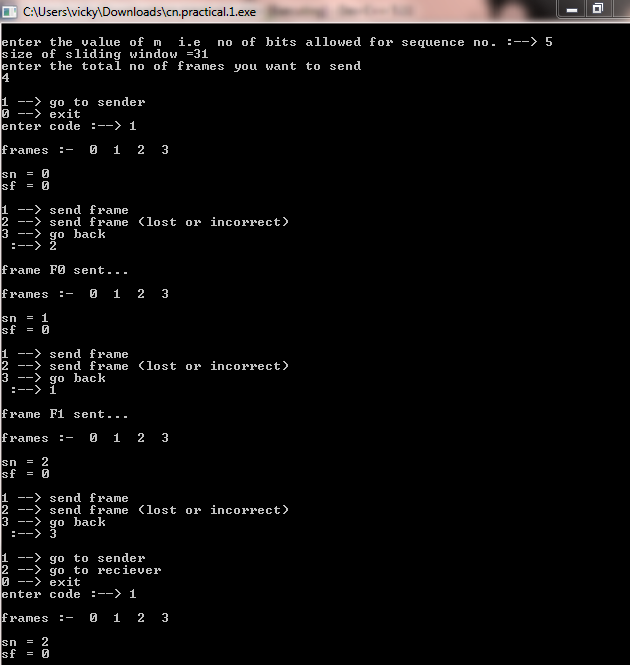 C:\Users\vicky\Downloads\cn.practical.1.exe
enter the value of m  i.e  no of bits allowed for sequence no. :--> 5
size of sliding window =31
enter the total no of frames you want to send
4
1 --> go to sender
0 --> exit
enter code :--> 1
frames :-  0  1  2  3
sn = 0
sf = 0
1 --> send frame
2 --> send frame (lost or incorrect)
3 --> go back
:--> 2
frame F0 sent...
frames :-  0  1  2  3
sn = 1
sf = 0
1 --> send frame
2 --> send frame (lost or incorrect)
3 --> go back
:--> 1
frame F1 sent...
frames :-  0  1  2  3
sn = 2
sf = 0
1 --> send frame
2 --> send frame (lost or incorrect)
3 --> go back
:--> 3
1 --> go to sender
2 --> go to reciever
0 --> exit
enter code :--> 1
frames :-  0  1  2  3
sn = 2
sf = 0